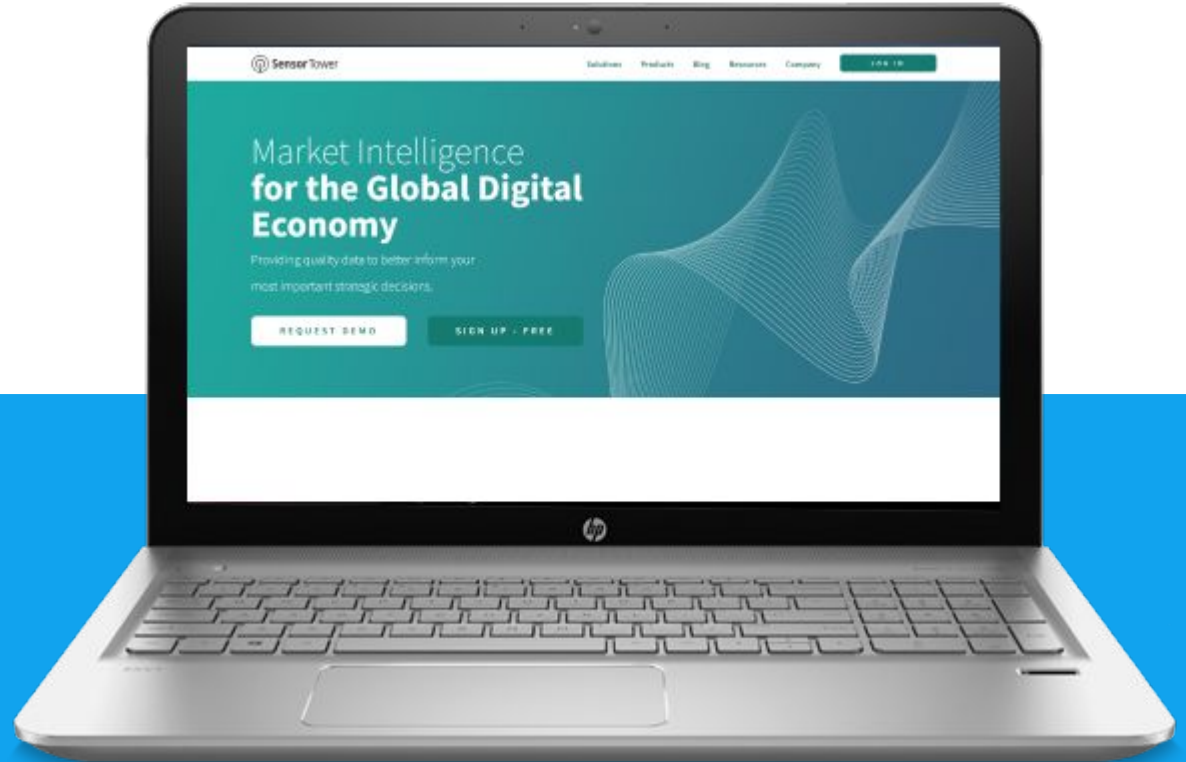 Sensor Tower
Solutions Products Blog Resources Company LOG IN
Market Intelligence
for the Global Digital
Economy
Providing quality data to better inform your
most important strategic decisions.
REQUEST DEMO SIGN UP - FREE
hp